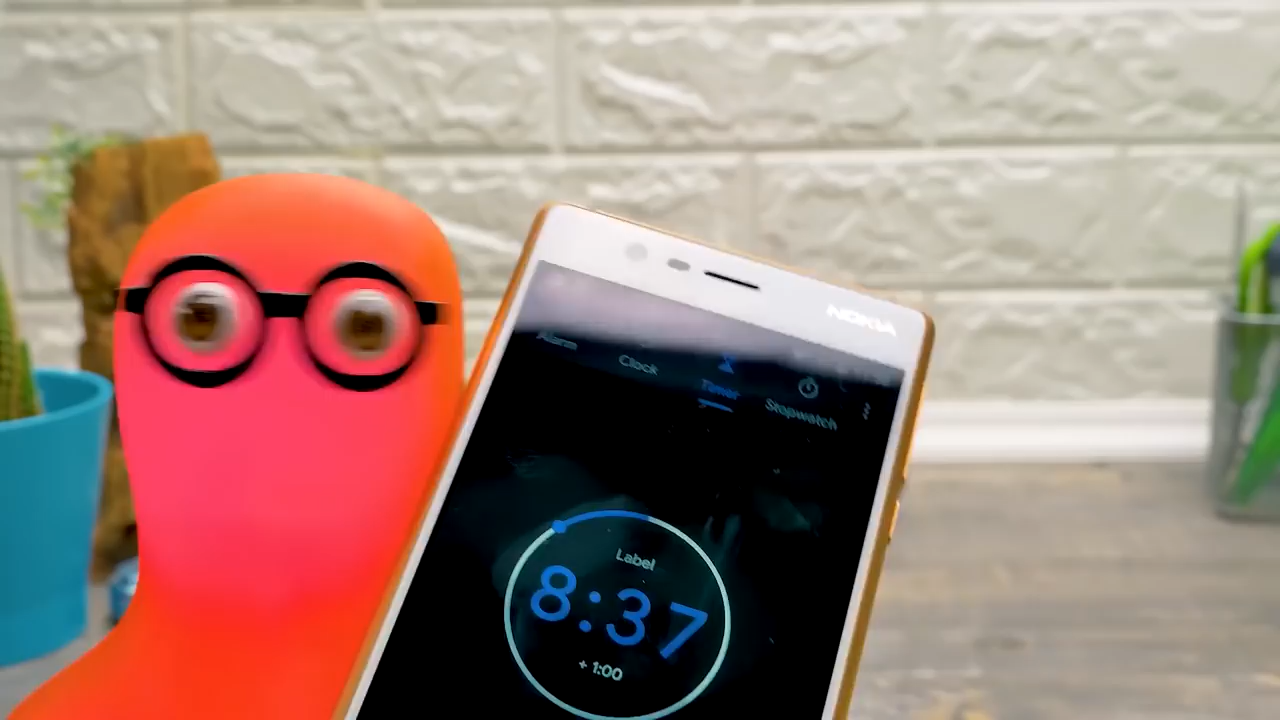 NOKIA
Alarm
Clock
Timer
Stopwatch
Label
8:37
+ 1:00